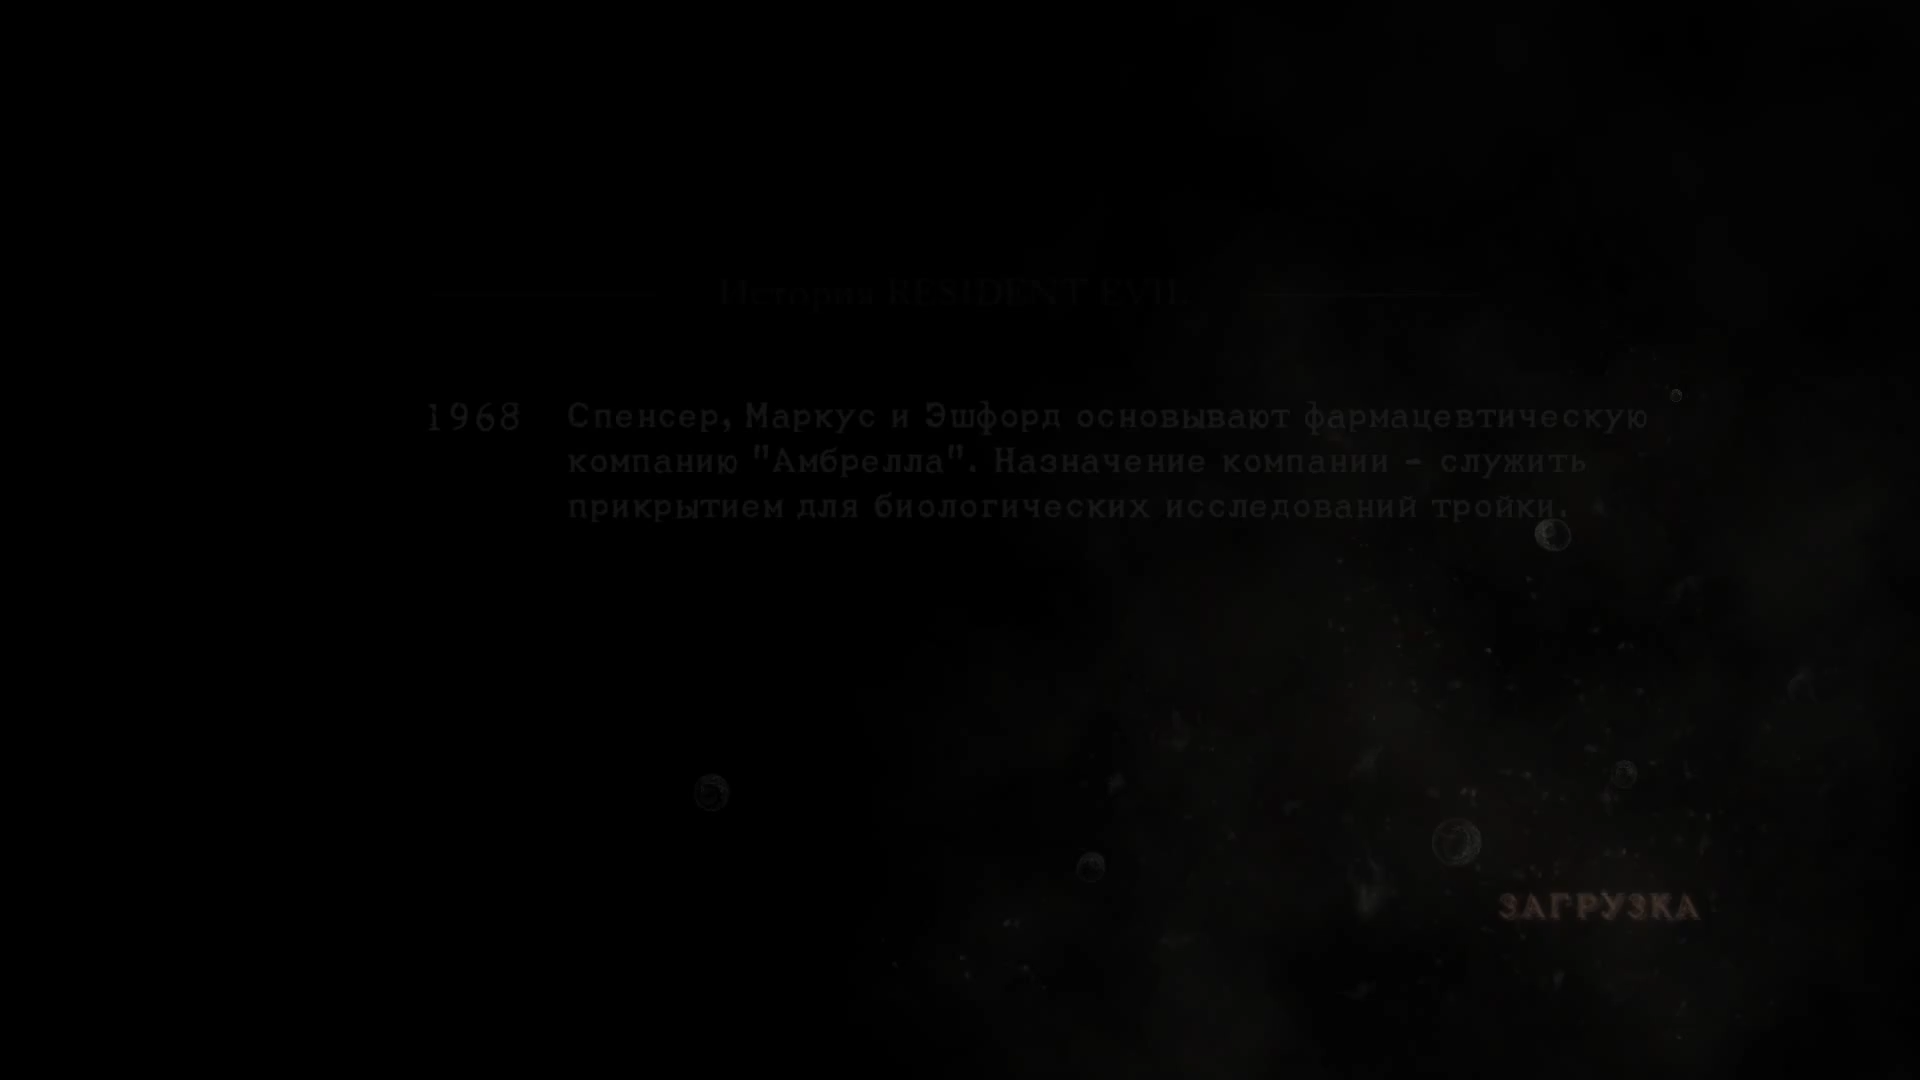 История RESIDENT EVIL
1968 Спенсер, Маркус и Эшфорд основывают фармацевтическую
компанию "Амбрелла". Назначение компании - служить
прикрытием для биологических исследований тройки.
ЗАГРУЗКА